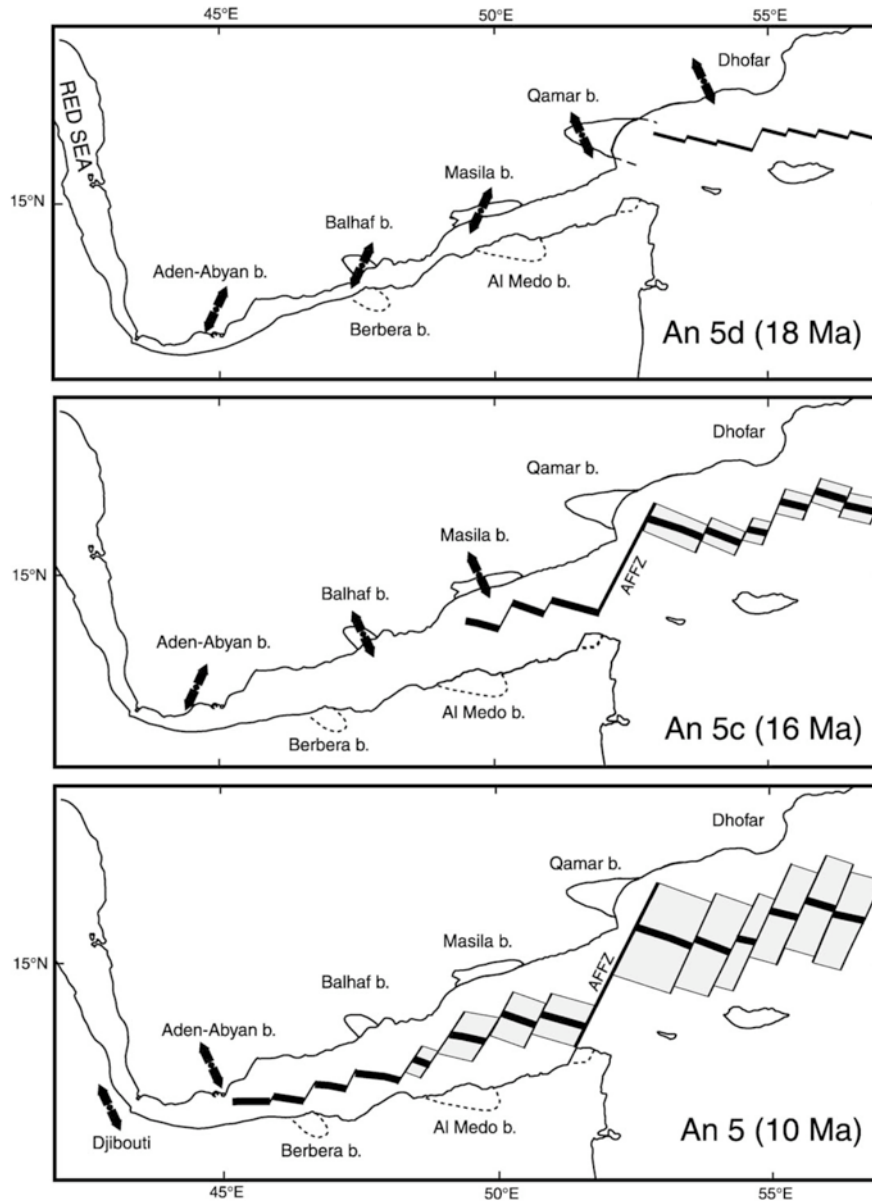 45°E 50°E 55°E
Dhofar
RED SEA
Qamar b.
Masila b.
15°N
Balhaf b.
Aden-Abyan b.
Al Medo b.
Berbera b.
An 5d (18 Ma)
Dhofar
Qamar b.
Masila b.
15°N
AFFZ
Balhaf b.
Aden-Abyan b.
Al Medo b.
Berbera b.
An 5c (16 Ma)
Dhofar
Qamar b.
Masila b.
15°N
AFFZ
Balhaf b.
Aden-Abyan b.
Al Medo b.
Djibouti
Berbera b.
An 5 (10 Ma)
45°E 50°E 55°E